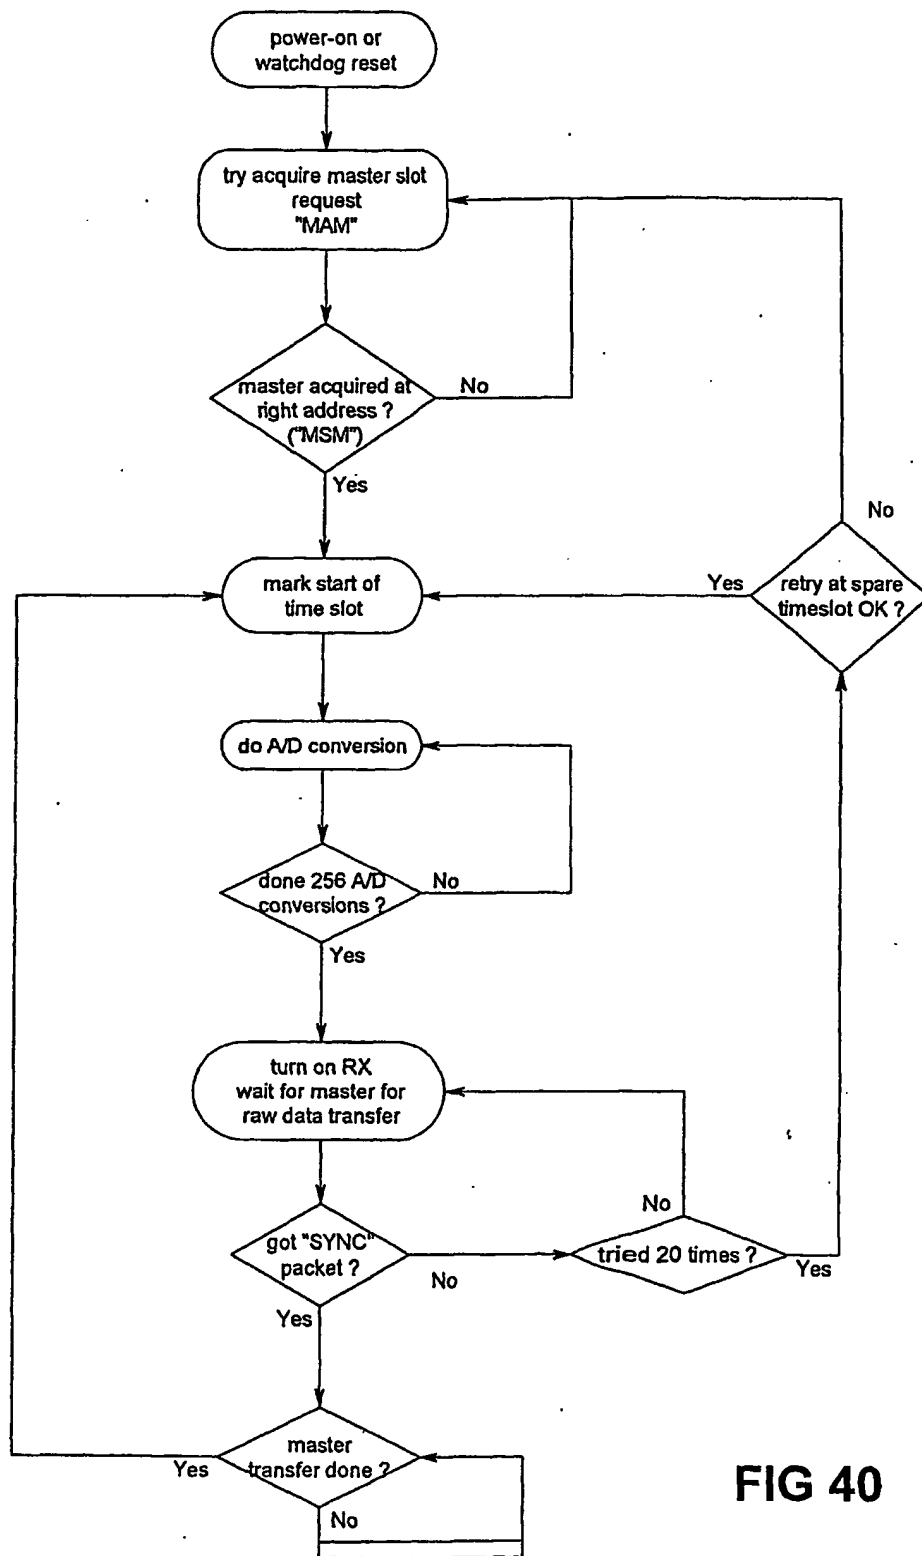 power-on or
watchdog reset
try acquire master slot
request
"MAM"
master acquired at
right address ?
("MSM")
No
Yes
No
mark start of
time slot
Yes
retry at spare
timeslot OK ?
do A/D conversion
done 256 A/D
conversions ?
No
Yes
turn on RX
wait for master for
raw data transfer
No
got "SYNC"
packet ?
No
tried 20 times ?
Yes
Yes
master
transfer done ?
Yes
No
FIG 40